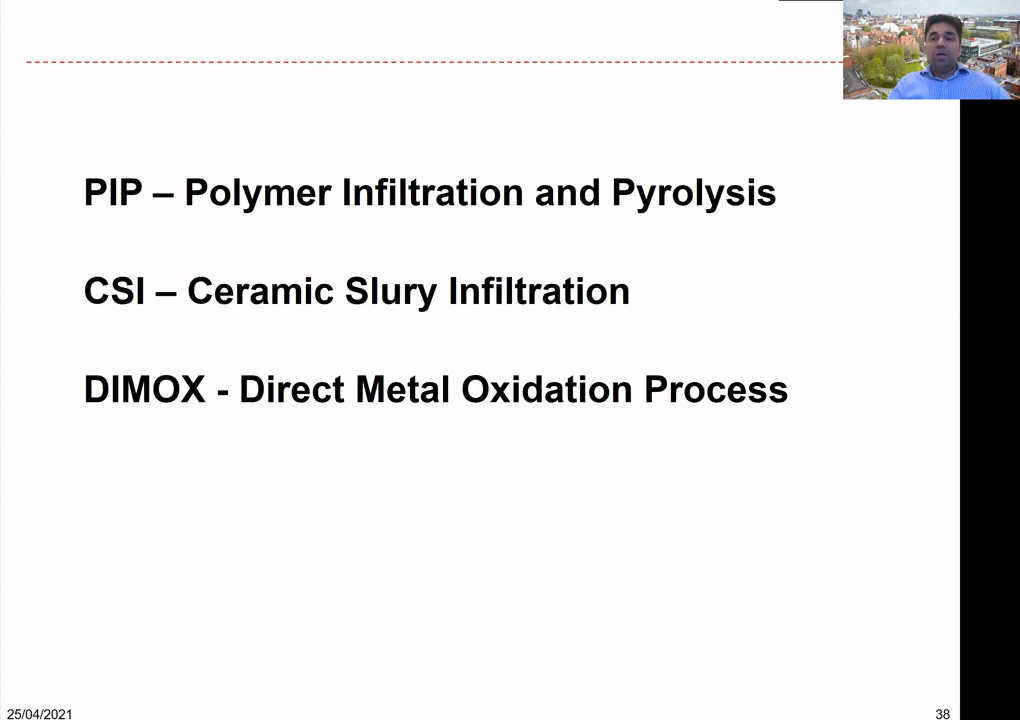 PIP – Polymer Infiltration and Pyrolysis
CSI – Ceramic Slury Infiltration
DIMOX - Direct Metal Oxidation Process
25/04/2021
38